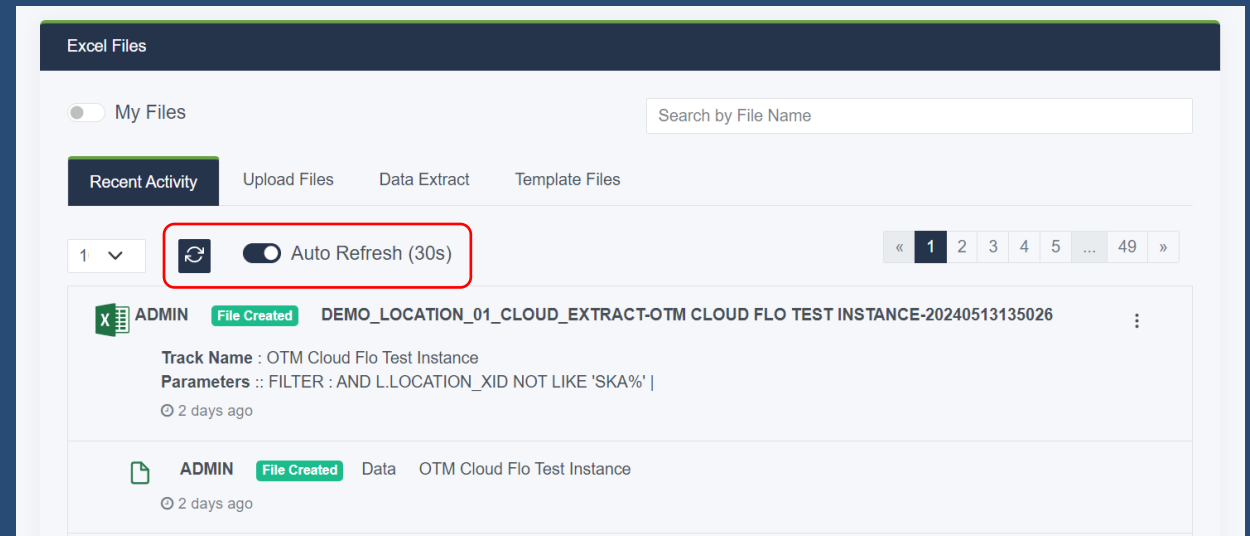 Excel Files
My Files
Search by File Name
Recent Activity Upload Files Data Extract Template Files
Auto Refresh (30s) « 1 2 3 4 5 ... 49 »
ADMIN File Created DEMO_LOCATION_01_CLOUD_EXTRACT-OTM CLOUD FLO TEST INSTANCE-20240513135026
Track Name : OTM Cloud Flo Test Instance
Parameters :: FILTER : AND L.LOCATION_XID NOT LIKE 'SKA%' |
2 days ago
ADMIN File Created Data OTM Cloud Flo Test Instance
2 days ago